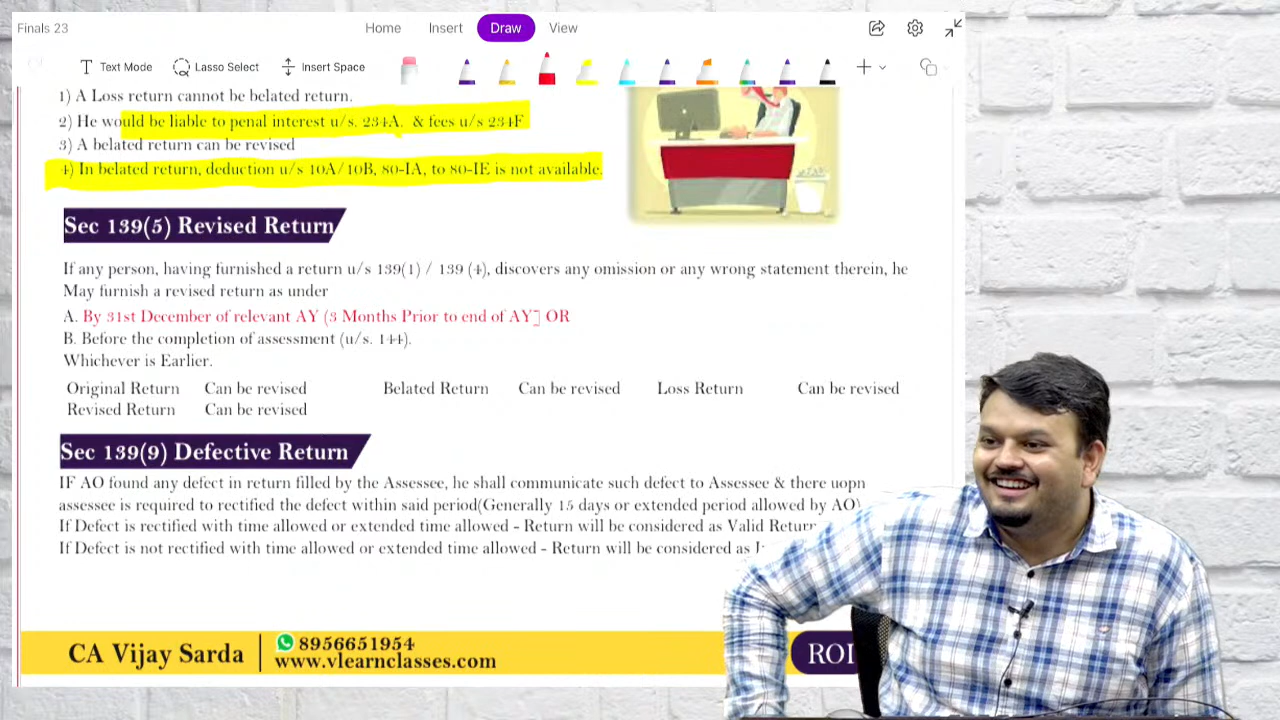 Finals 23
Home Insert Draw View
Text Mode Lasso Select Insert Space
1) A Loss return cannot be belated return.
2) He would be liable to penal interest u/s. 234A. & fees u/s 234F
3) A belated return can be revised
4) In belated return, deduction u/s 10A/10B, 80-IA, to 80-IE is not available.
Sec 139(5) Revised Return
If any person, having furnished a return u/s 139(1) / 139 (4), discovers any omission or any wrong statement therein, he
May furnish a revised return as under
A. By 31st December of relevant AY (3 Months Prior to end of AY] OR
B. Before the completion of assessment (u/s. 144).
Whichever is Earlier.
Original Return Can be revised Belated Return Can be revised Loss Return Can be revised
Revised Return Can be revised
Sec 139(9) Defective Return
IF AO found any defect in return filled by the Assessee, he shall communicate such defect to Assessee & there uopn
assessee is required to rectified the defect within said period(Generally 15 days or extended period allowed by AO)
If Defect is rectified with time allowed or extended time allowed - Return will be considered as Valid Return
If Defect is not rectified with time allowed or extended time allowed - Return will be considered as
CA Vijay Sarda
8956651954
www.vlearnclasses.com
ROI